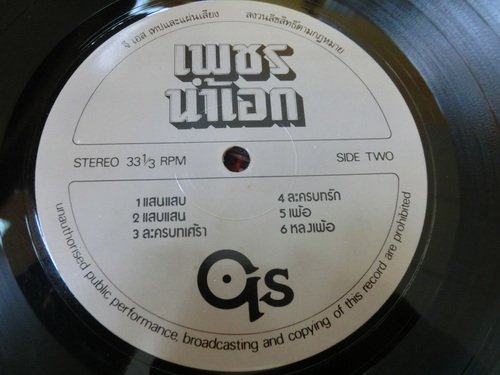 จี เอส เทปและแผ่นเสียง สงวนลิขสิทธิ์ตามกฎหมาย
เพชร
นำเอก
STEREO 33 1/3 RPM SIDE TWO
1 แสนแสบ
2 แสบแสน
3 ละครบทเศร้า
4 ละครบทรัก
5 เพ้อ
6 หลงเพ้อ
Gs
unauthorised public performance, broadcasting and copying of this record are prohibited